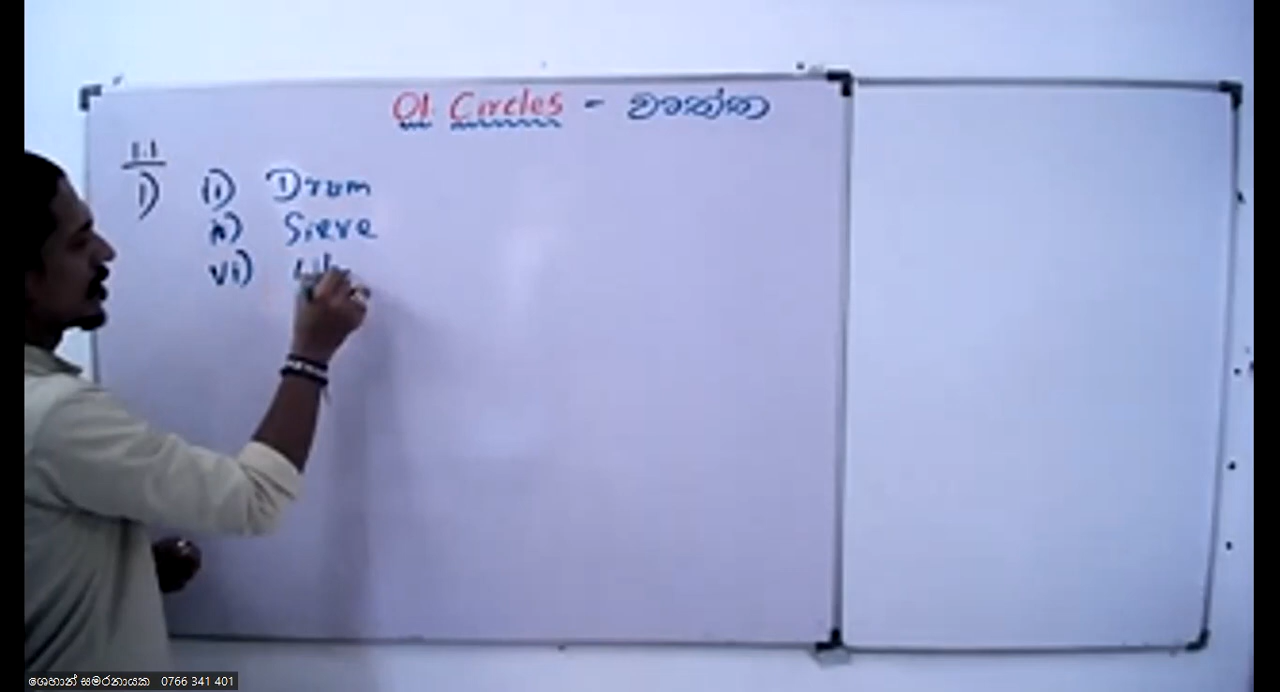 01. Circles - වෘත්ත
1.1
1) (i) Drum
ii) Sieve
vi)
ශෙහාන් සමරනායක 0766 341 401